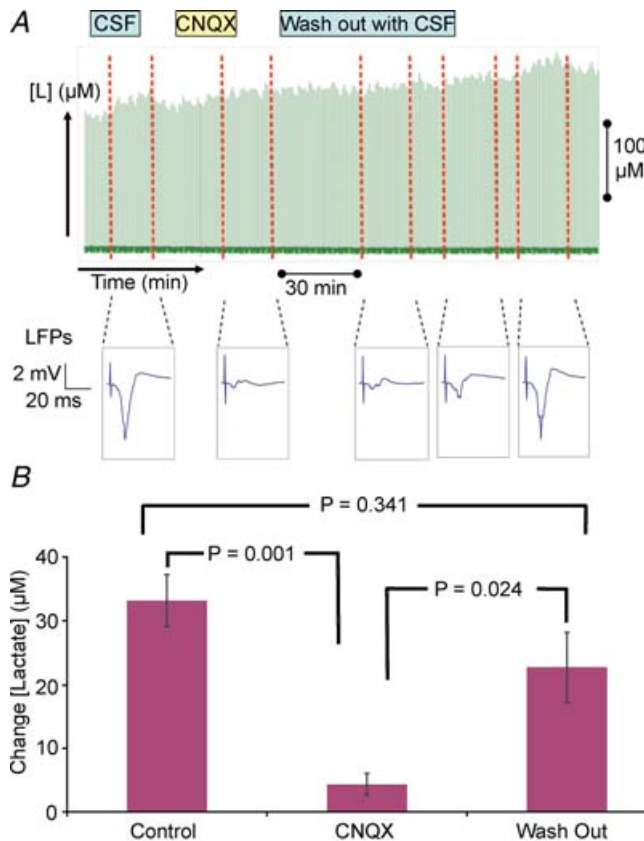 A
CSF
CNQX
Wash out with CSF
[L] (µM)
100
µM
Time (min)
30 min
LFPs
2 mV
20 ms
B
P = 0.341
P = 0.001
P = 0.024
Change [Lactate] (µM)
40
30
20
10
0
Control
CNQX
Wash Out